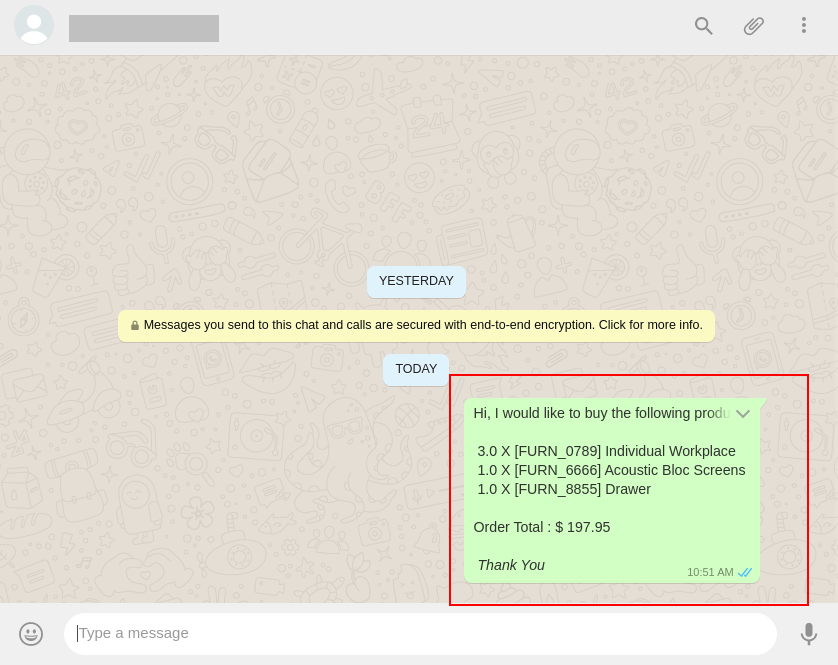 YESTERDAY
Messages you send to this chat and calls are secured with end-to-end encryption. Click for more info.
TODAY
Hi, I would like to buy the following produ
3.0 X [FURN_0789] Individual Workplace
1.0 X [FURN_6666] Acoustic Bloc Screens
1.0 X [FURN_8855] Drawer
Order Total : $ 197.95
Thank You
10:51 AM
Type a message